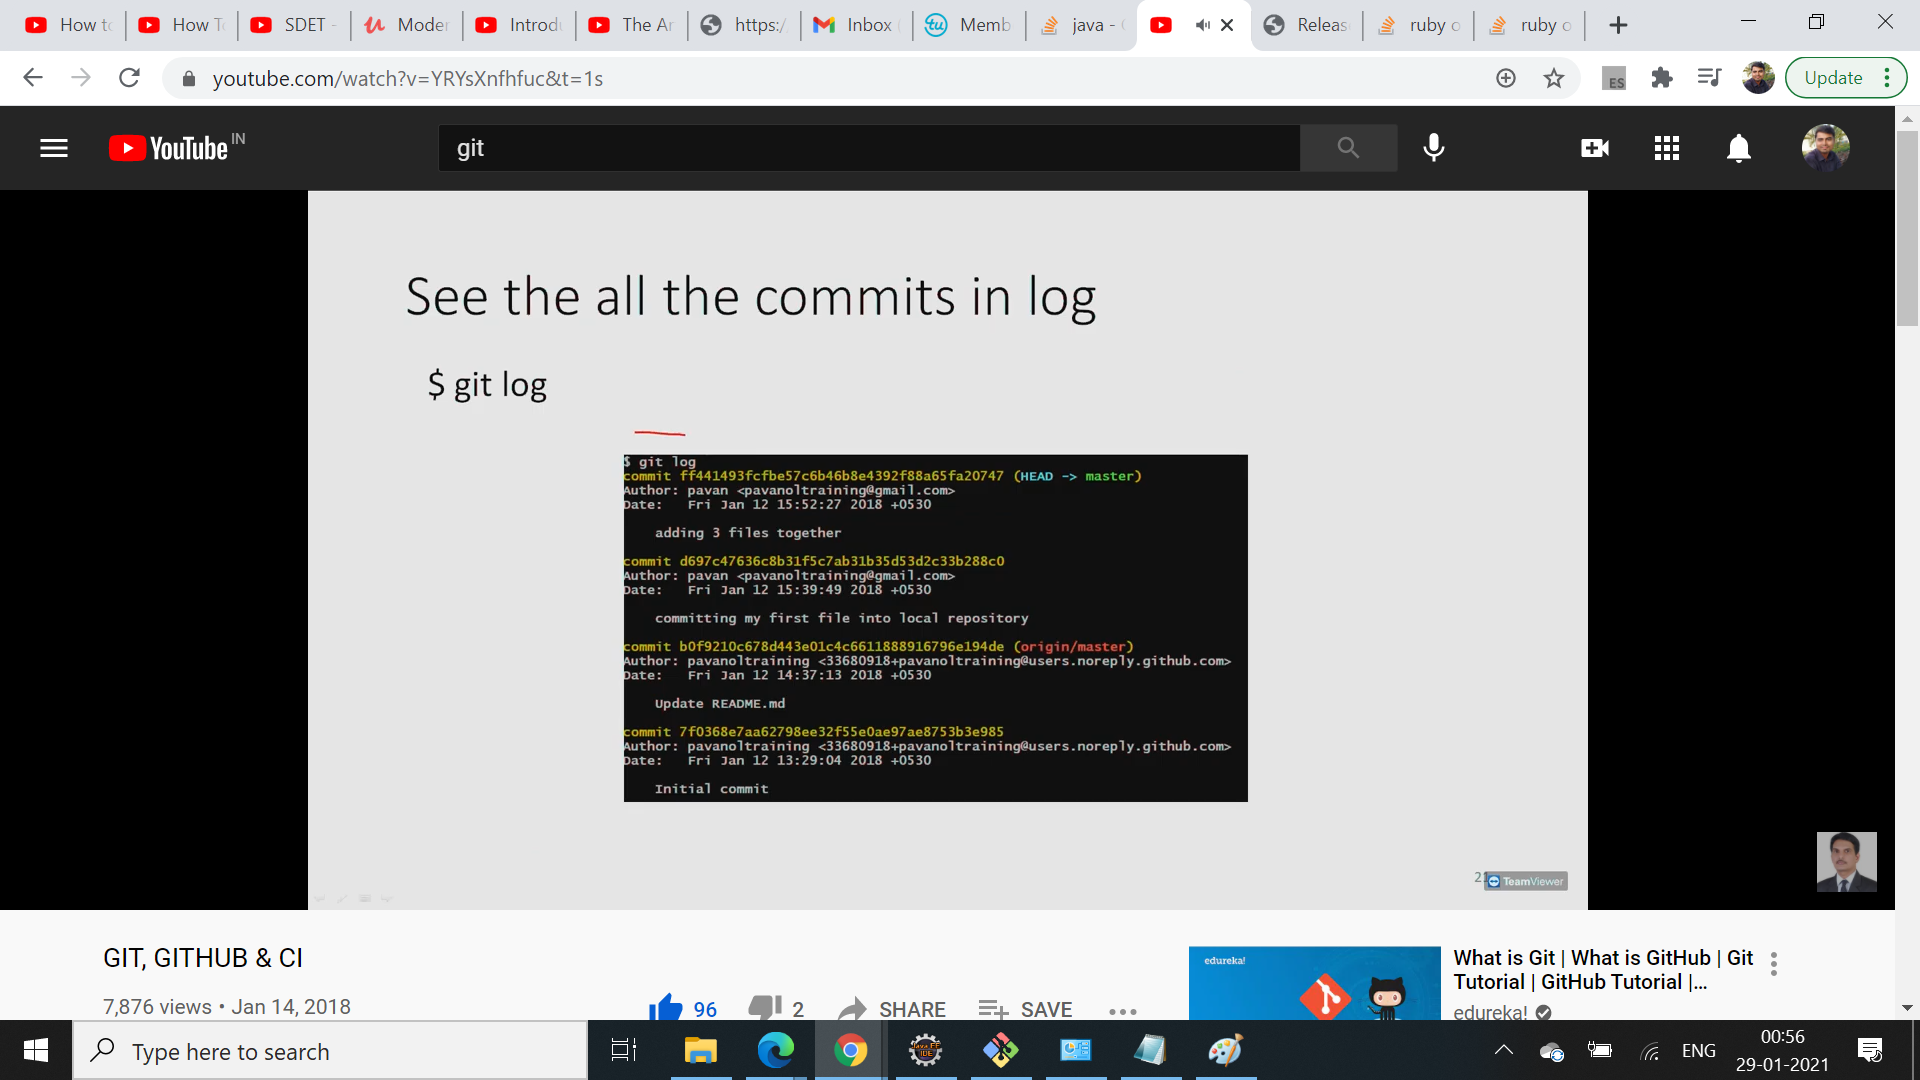 How to
How To
SDET -
Moder
Introdu
The Ar
https:/
Inbox (
Memb
java - 
Releas
ruby o
ruby o
youtube.com/watch?v=YRYsXnfhfuc&t=1s
ES
Update
YouTube IN
git
See the all the commits in log
$ git log
$ git log
commit ff441493fcfbe57c6b46b8e4392f88a65fa20747 (HEAD -> master)
Author: pavan <pavanoltraining@gmail.com>
Date:   Fri Jan 12 15:52:27 2018 +0530
adding 3 files together
commit d697c47636c8b31f5c7ab31b35d53d2c33b288c0
Author: pavan <pavanoltraining@gmail.com>
Date:   Fri Jan 12 15:39:49 2018 +0530
committing my first file into local repository
commit b0f9210c678d443e01c4c6611888916796e194de (origin/master)
Author: pavanoltraining <33680918+pavanoltraining@users.noreply.github.com>
Date:   Fri Jan 12 14:37:13 2018 +0530
Update README.md
commit 7f0368e7aa62798ee32f55e0ae97ae8753b3e985
Author: pavanoltraining <33680918+pavanoltraining@users.noreply.github.com>
Date:   Fri Jan 12 13:29:04 2018 +0530
Initial commit
21
TeamViewer
GIT, GITHUB & CI
7,876 views • Jan 14, 2018
96
2
SHARE
SAVE
edureka!
What is Git | What is GitHub | Git
Tutorial | GitHub Tutorial |...
edureka!
Type here to search
Java EE
IDE
ENG
00:56
29-01-2021